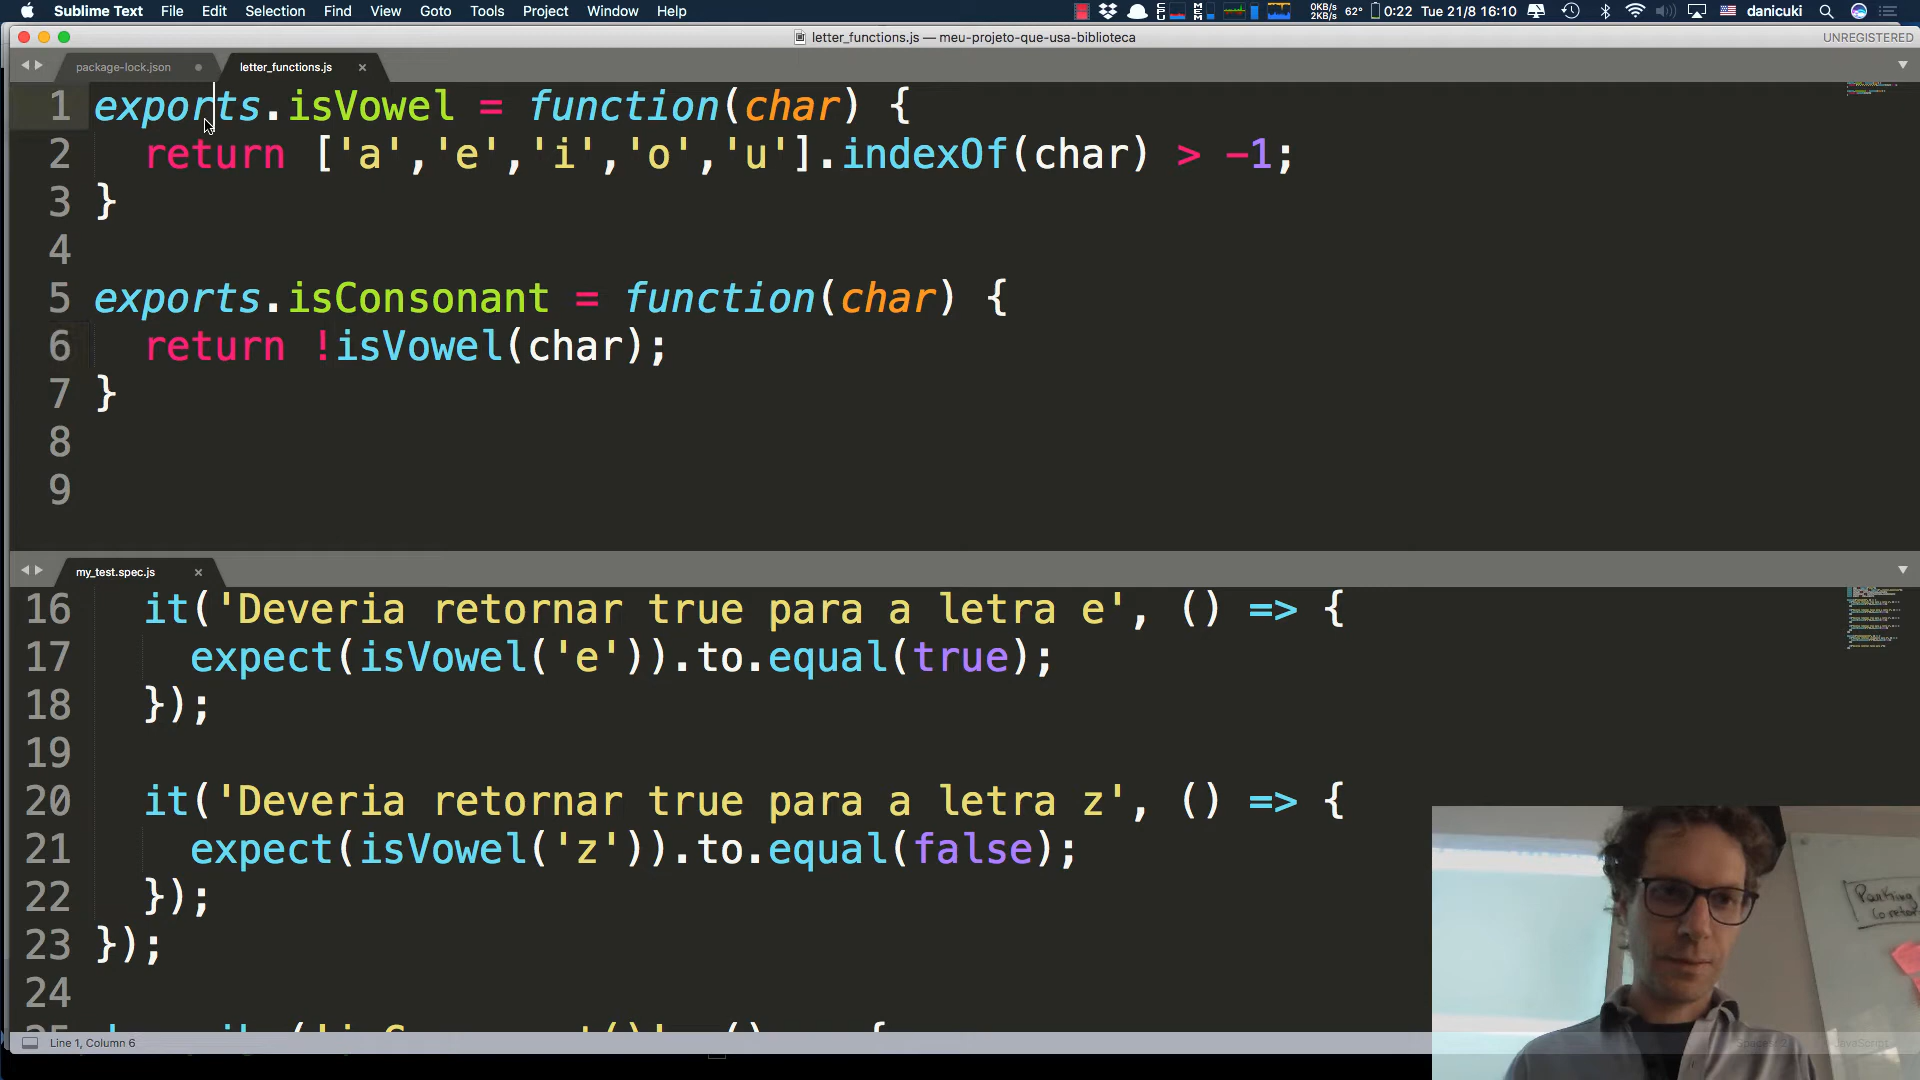 Sublime Text File Edit Selection Find View Goto Tools Project Window Help 0KB/s 2KB/s 62° 0:22 Tue 21/8 16:10 danicuki
letter_functions.js — meu-projeto-que-usa-biblioteca UNREGISTERED
package-lock.json letter_functions.js
1 exports.isVowel = function(char) {
2 return ['a','e','i','o','u'].indexOf(char) > -1;
3 }
4
5 exports.isConsonant = function(char) {
6 return !isVowel(char);
7 }
8
9
my_test.spec.js
16 it('Deveria retornar true para a letra e', () => {
17 expect(isVowel('e')).to.equal(true);
18 });
19
20 it('Deveria retornar true para a letra z', () => {
21 expect(isVowel('z')).to.equal(false);
22 });
23 });
24
Line 1, Column 6
Parking